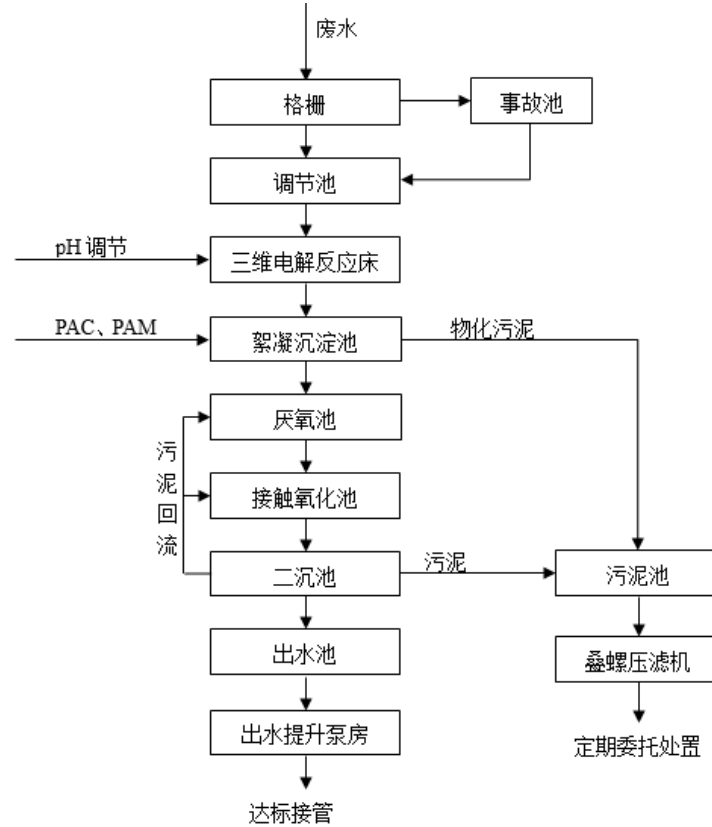 废水
格栅
事故池
调节池
pH 调节
三维电解反应床
PAC、PAM
絮凝沉淀池
物化污泥
厌氧池
污泥回流
接触氧化池
二沉池
污泥
污泥池
出水池
叠螺压滤机
出水提升泵房
定期委托处置
达标接管